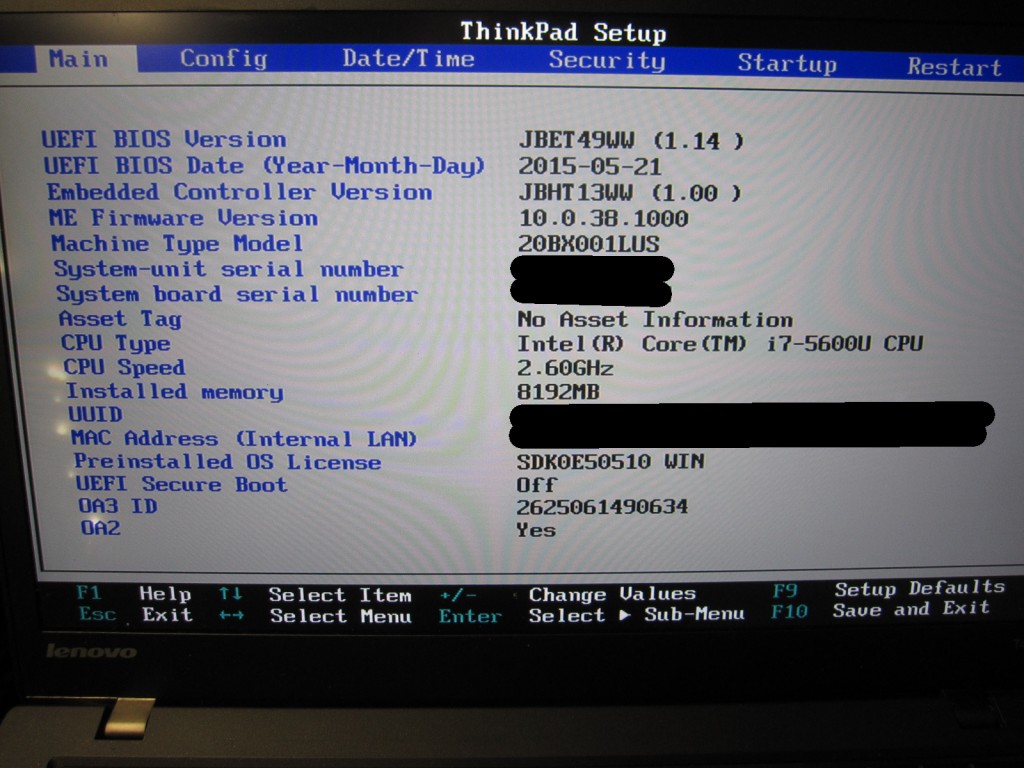 ThinkPad Setup
Main Config Date/Time Security Startup Restart
UEFI BIOS Version JBET49WW (1.14 )
UEFI BIOS Date (Year-Month-Day) 2015-05-21
Embedded Controller Version JBHT13WW (1.00 )
ME Firmware Version 10.0.38.1000
Machine Type Model 20BX001LUS
System-unit serial number
System board serial number
Asset Tag No Asset Information
CPU Type Intel(R) Core(TM) i7-5600U CPU
CPU Speed 2.60GHz
Installed memory 8192MB
UUID
MAC Address (Internal LAN)
Preinstalled OS License SDK0E50510 WIN
UEFI Secure Boot Off
OA3 ID 2625061490634
OA2 Yes
F1 Help ↑↓ Select Item +/- Change Values F9 Setup Defaults
Esc Exit ←→ Select Menu Enter Select ▶ Sub-Menu F10 Save and Exit
lenovo